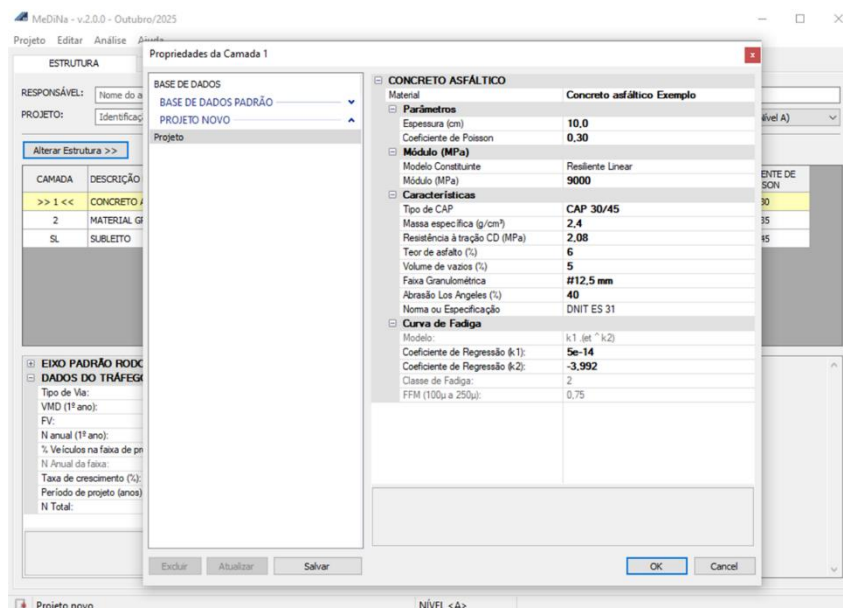 MeDiNa - v.2.0.0 - Outubro/2025
Projeto Editar Análise Ajuda
ESTRUTURA
RESPONSÁVEL: Nome do a
PROJETO: Identificaç
ível A)
Alterar Estrutura >>
CAMADA DESCRIÇÃO
ENTE DE
SON
>> 1 << CONCRETO A
30
2 MATERIAL GR
35
SL SUBLEITO
45
EIXO PADRÃO RODO
DADOS DO TRÁFEGO
Tipo de Via:
VMD (1º ano):
FV:
N anual (1º ano):
% Veículos na faixa de pr
N Anual da faixa:
Taxa de crescimento (%):
Período de projeto (anos)
N Total:
Projeto novo
NÍVEL <A>
Propriedades da Camada 1
x
BASE DE DADOS
BASE DE DADOS PADRÃO
PROJETO NOVO
Projeto
CONCRETO ASFÁLTICO
Material Concreto asfáltico Exemplo
Parâmetros
Espessura (cm) 10,0
Coeficiente de Poisson 0,30
Módulo (MPa)
Modelo Constituinte Resiliente Linear
Módulo (MPa) 9000
Características
Tipo de CAP CAP 30/45
Massa específica (g/cm³) 2,4
Resistência à tração CD (MPa) 2,08
Teor de asfalto (%) 6
Volume de vazios (%) 5
Faixa Granulométrica #12,5 mm
Abrasão Los Angeles (%) 40
Norma ou Especificação DNIT ES 31
Curva de Fadiga
Modelo: k1 .(et ^ k2)
Coeficiente de Regressão (k1): 5e-14
Coeficiente de Regressão (k2): -3,992
Classe de Fadiga: 2
FFM (100µ a 250µ): 0,75
Excluir Atualizar Salvar
OK Cancel